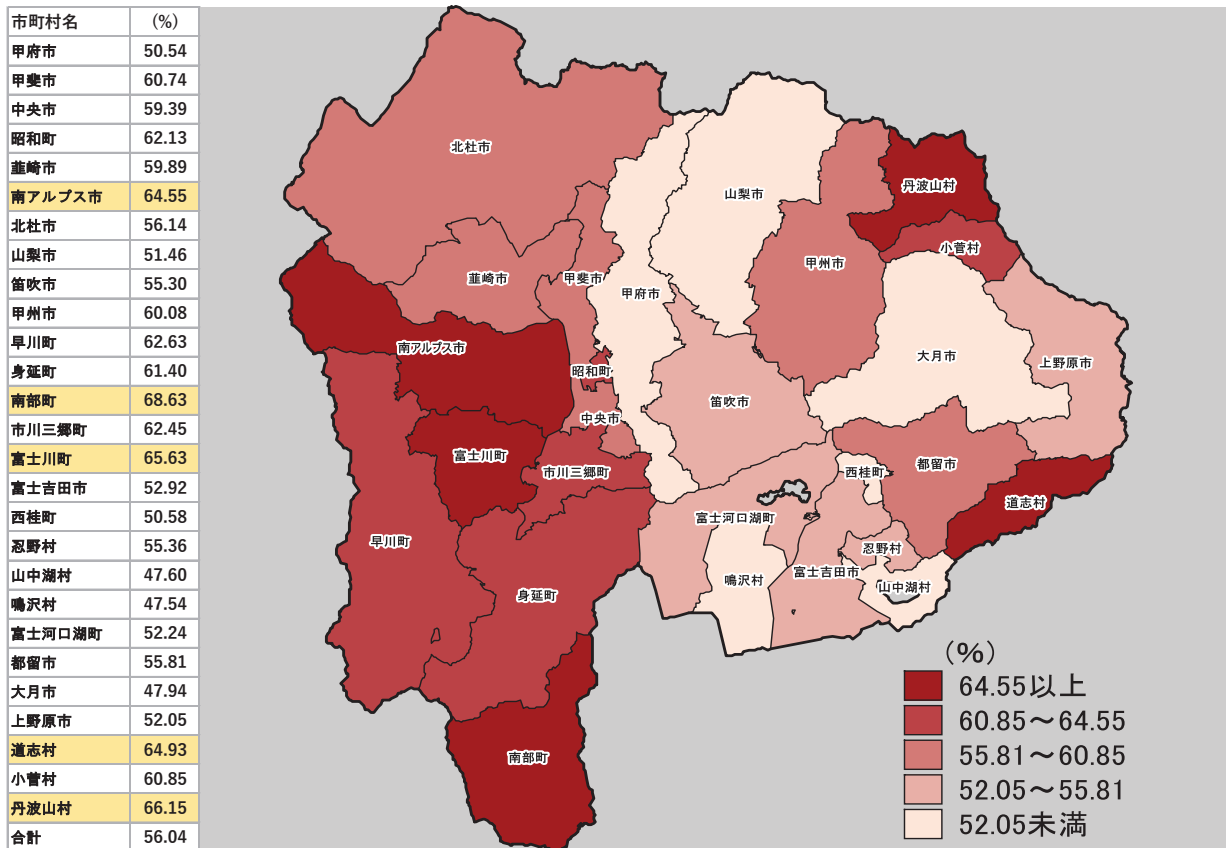 市町村名 (%)
甲府市 50.54
甲斐市 60.74
中央市 59.39
昭和町 62.13
韮崎市 59.89
南アルプス市 64.55
北杜市 56.14
山梨市 51.46
笛吹市 55.30
甲州市 60.08
早川町 62.63
身延町 61.40
南部町 68.63
市川三郷町 62.45
富士川町 65.63
富士吉田市 52.92
西桂町 50.58
忍野村 55.36
山中湖村 47.60
鳴沢村 47.54
富士河口湖町 52.24
都留市 55.81
大月市 47.94
上野原市 52.05
道志村 64.93
小菅村 60.85
丹波山村 66.15
合計 56.04
北杜市
山梨市
丹波山村
小菅村
甲州市
韮崎市
甲斐市
甲府市
南アルプス市
大月市
上野原市
昭和町
笛吹市
中央市
富士川町
市川三郷町
西桂町
都留市
道志村
富士河口湖町
早川町
忍野村
鳴沢村
富士吉田市
山中湖村
身延町
南部町
(%)
64.55以上
60.85～64.55
55.81～60.85
52.05～55.81
52.05未満